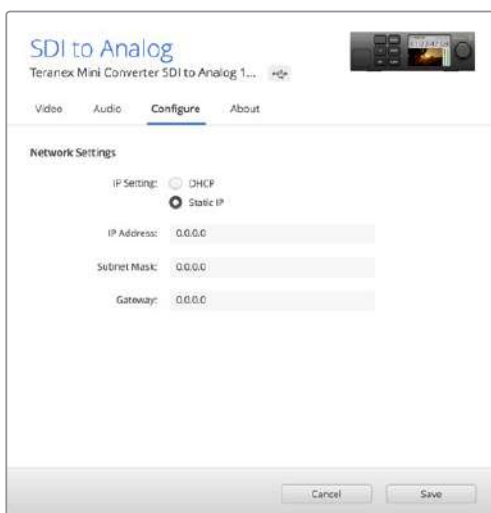 SDI to Analog
Teranex Mini Converter SDI to Analog 1...
Video Audio Configure About
Network Settings
IP Setting: DHCP
Static IP
IP Address: 0.0.0.0
Subnet Mask: 0.0.0.0
Gateway: 0.0.0.0
Cancel Save